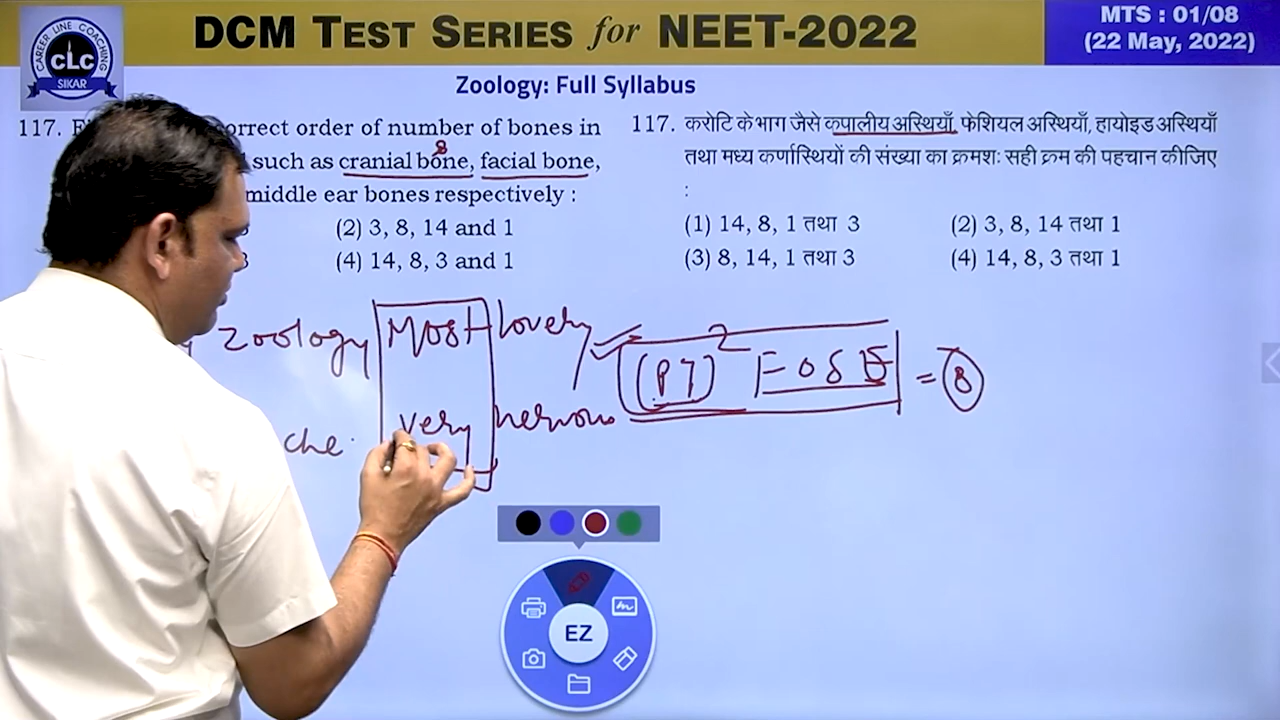 DCM TEST SERIES for NEET-2022
MTS : 01/08
(22 May, 2022)
CAREER LINE COACHING
CLC
SIKAR
Zoology: Full Syllabus
117.
orrect order of number of bones in
8
such as cranial bone, facial bone,
middle ear bones respectively :
(2) 3, 8, 14 and 1
3
(4) 14, 8, 3 and 1
117. करोटि के भाग जैसे कपालीय अस्थियाँ, फेशियल अस्थियाँ, हायोइड अस्थियाँ
तथा मध्य कर्णास्थियों की संख्या का क्रमशः सही क्रम की पहचान कीजिए
:
(1) 14, 8, 1 तथा 3
(2) 3, 8, 14 तथा 1
(3) 8, 14, 1 तथा 3
(4) 14, 8, 3 तथा 1
zoology Most lovely
(PT)² = 8
che. very nervous
EZ